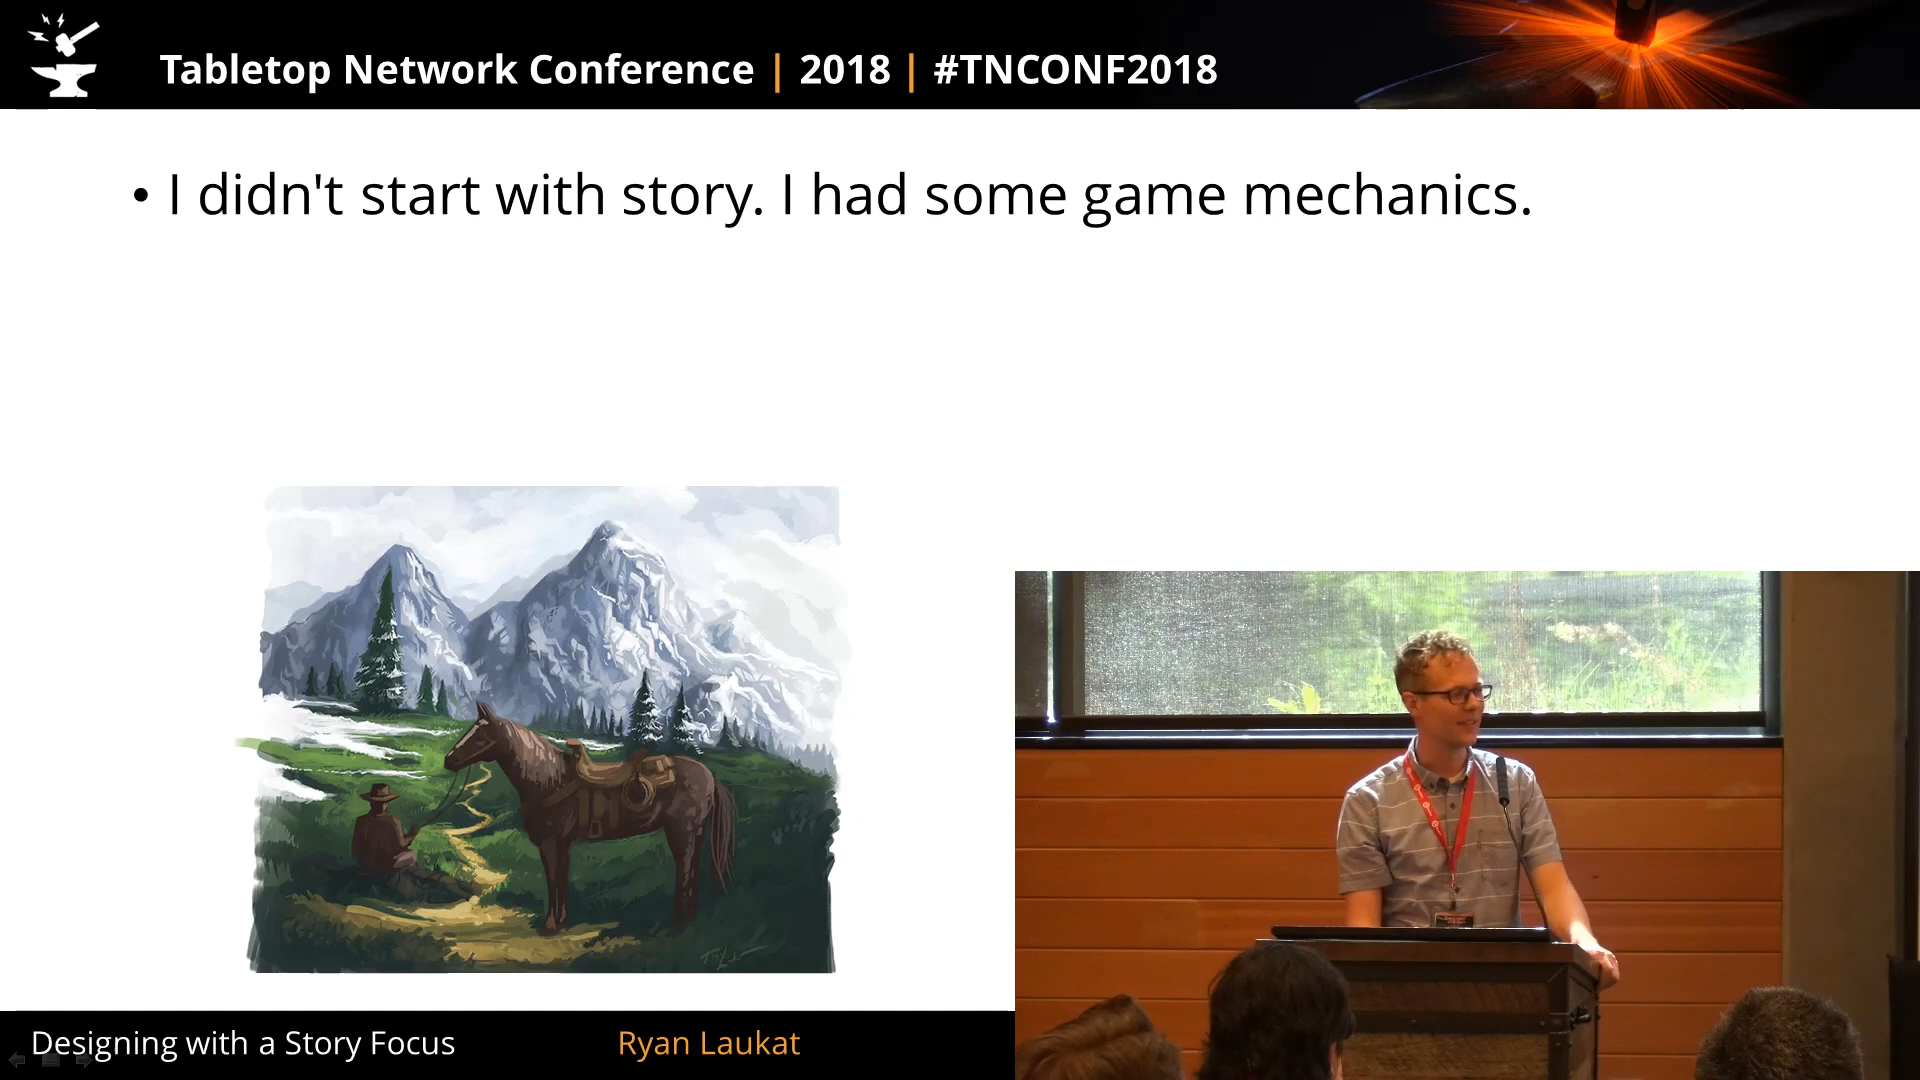 Tabletop Network Conference | 2018 | #TNCONF2018
• I didn't start with story. I had some game mechanics.
Designing with a Story Focus
Ryan Laukat